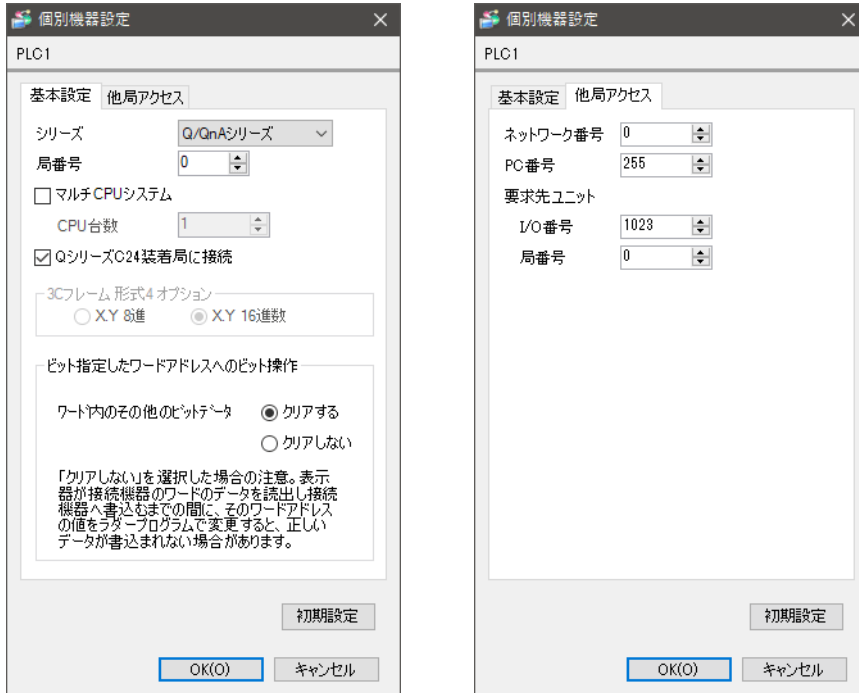 個別機器設定
PLC1
基本設定 他局アクセス
シリーズ Q/QnAシリーズ
局番号 0
マルチCPUシステム
CPU台数 1
QシリーズC24装着局に接続
3Cフレーム 形式4 オプション
X.Y 8進 X.Y 16進数
ビット指定したワードアドレスへのビット操作
ワード内のその他のビットデータ クリアする
クリアしない
「クリアしない」を選択した場合の注意。表示
器が接続機器のワードのデータを読出し接続
機器へ書込むまでの間に、そのワードアドレス
の値をラダープログラムで変更すると、正しい
データが書込まれない場合があります。
初期設定
OK(O) キャンセル
個別機器設定
PLC1
基本設定 他局アクセス
ネットワーク番号 0
PC番号 255
要求先ユニット
I/O番号 1023
局番号 0
初期設定
OK(O) キャンセル